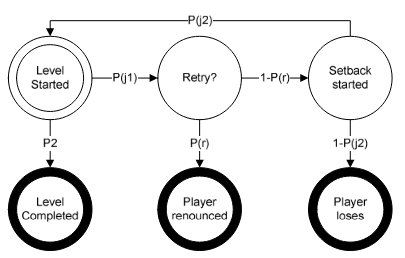 P(j2)
Level
Started
P(j1)
Retry?
1-P(r)
Setback
started
P2
P(r)
1-P(j2)
Level
Completed
Player
renounced
Player
loses